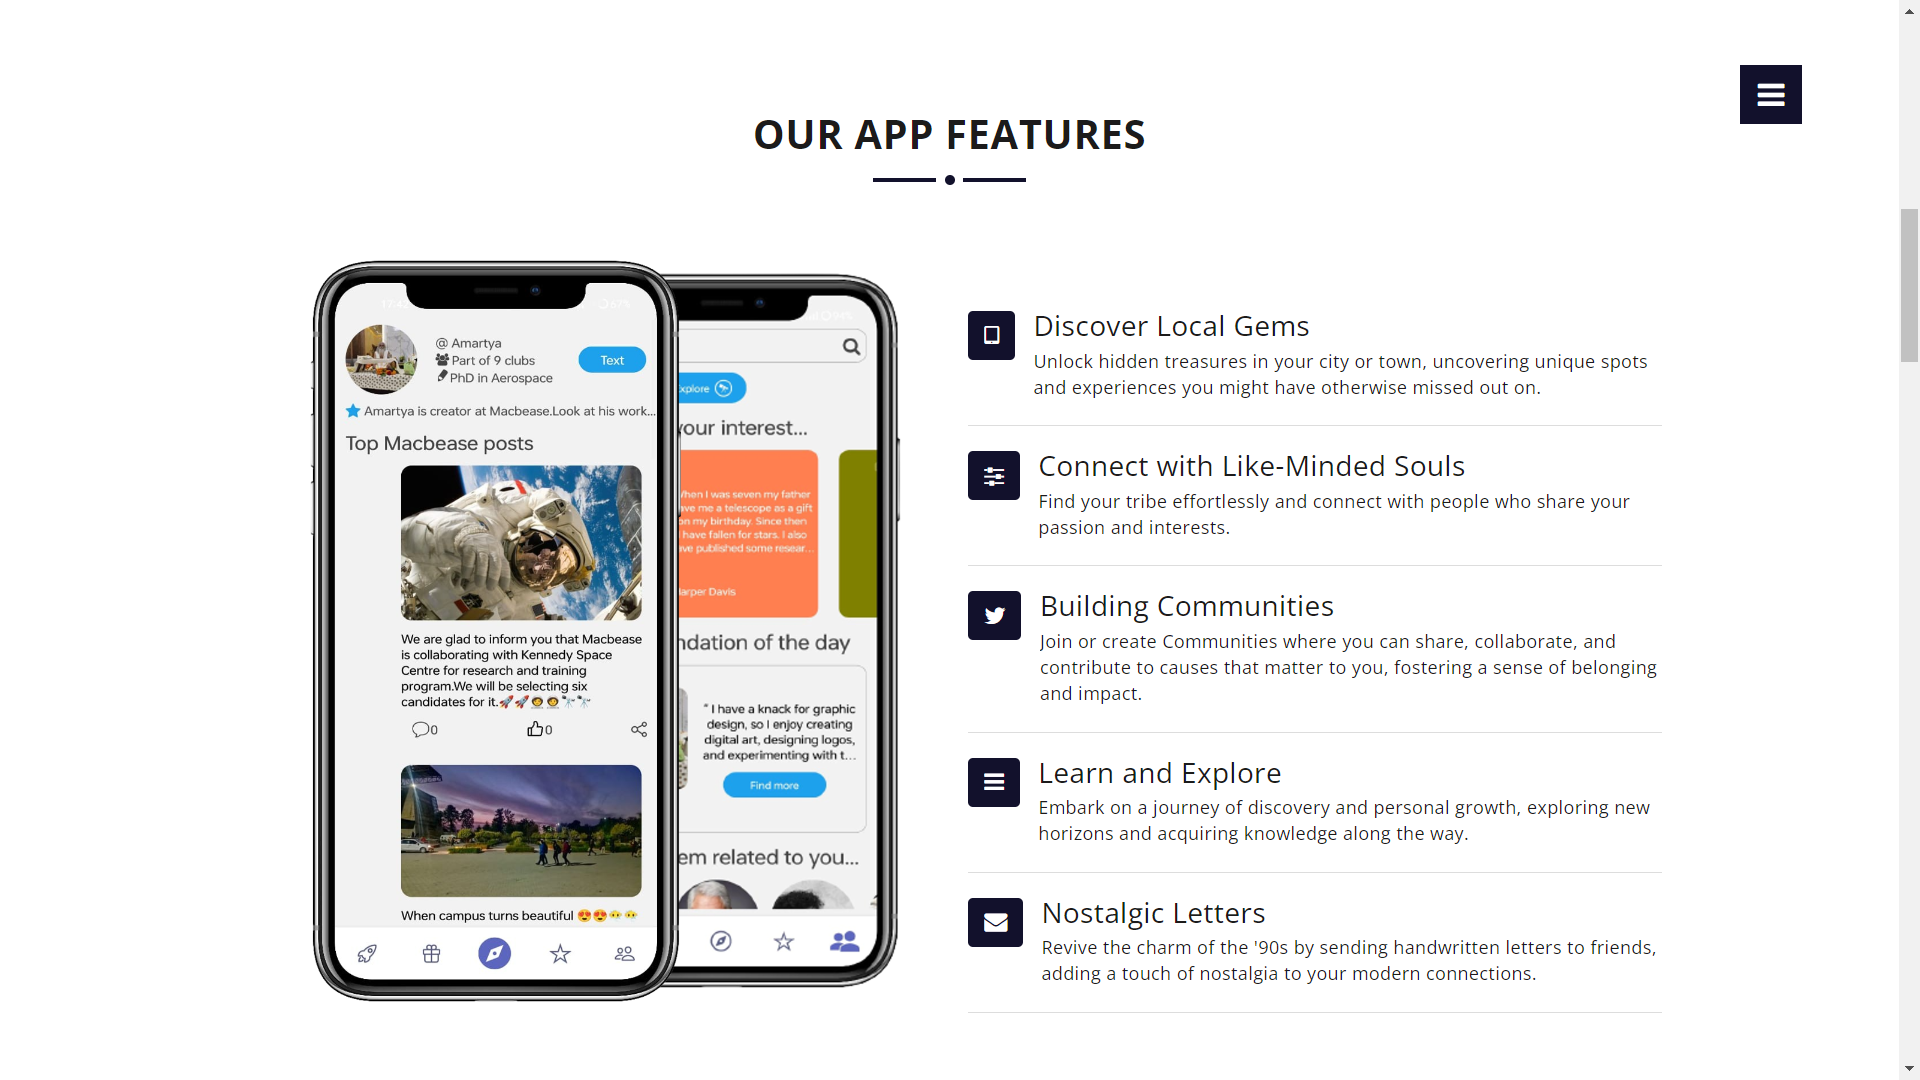 OUR APP FEATURES
@ Amartya
Part of 9 clubs
PhD in Aerospace
Text
Amartya is creator at Macbease.Look at his work...
Top Macbease posts
We are glad to inform you that Macbease
is collaborating with Kennedy Space
Centre for research and training
program.We will be selecting six
candidates for it.🚀🚀🧑‍🚀🧑‍🚀🔭🔭
0
0
When campus turns beautiful 😍😍
xplore
your interest...
hen I was seven my father
ave me a telescope as a gift
on my birthday. Since then
have fallen for stars. I also
ve published some resear...
arper Davis
ndation of the day
“ I have a knack for graphic
design, so I enjoy creating
digital art, designing logos,
and experimenting with t...
Find more
em related to you...
Discover Local Gems
Unlock hidden treasures in your city or town, uncovering unique spots
and experiences you might have otherwise missed out on.
Connect with Like-Minded Souls
Find your tribe effortlessly and connect with people who share your
passion and interests.
Building Communities
Join or create Communities where you can share, collaborate, and
contribute to causes that matter to you, fostering a sense of belonging
and impact.
Learn and Explore
Embark on a journey of discovery and personal growth, exploring new
horizons and acquiring knowledge along the way.
Nostalgic Letters
Revive the charm of the '90s by sending handwritten letters to friends,
adding a touch of nostalgia to your modern connections.